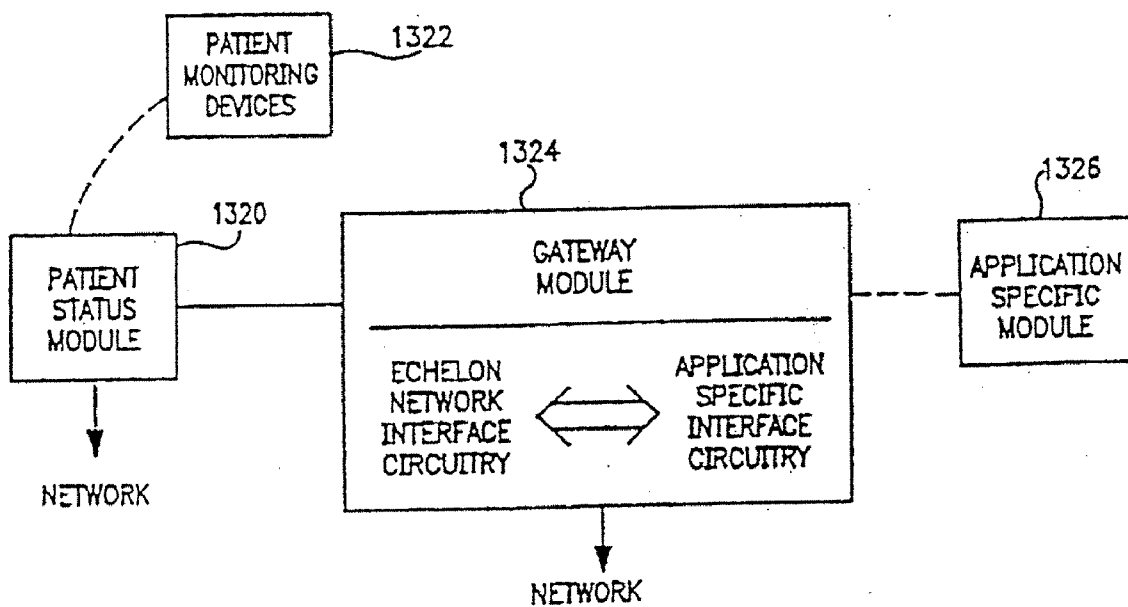 PATIENT
MONITORING
DEVICES
1322
1324
1326
1320
PATIENT
STATUS
MODULE
GATEWAY
MODULE
APPLICATION
SPECIFIC
MODULE
ECHELON
NETWORK
INTERFACE
CIRCUITRY
APPLICATION
SPECIFIC
INTERFACE
CIRCUITRY
NETWORK
NETWORK